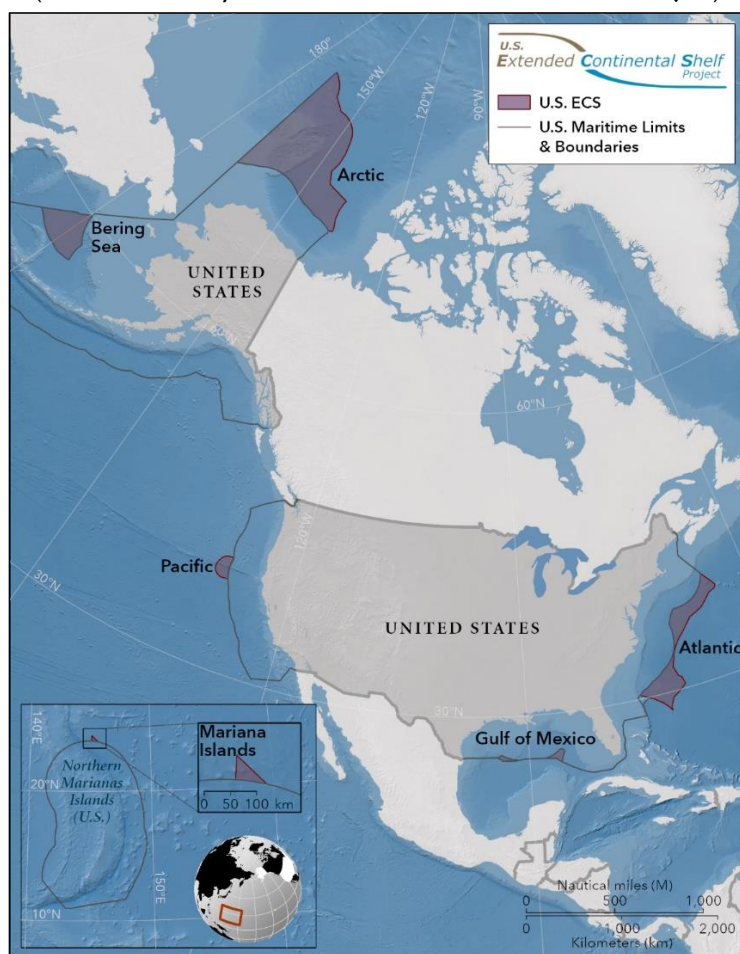 U.S.
Extended Continental Shelf
Project
U.S. ECS
U.S. Maritime Limits
& Boundaries
180°
150°W
120°W
90°W
Arctic
Bering
Sea
UNITED
STATES
60°N
120°W
Pacific
30°N
UNITED STATES
Atlantic
30°N
Gulf of Mexico
140°E
Mariana
Islands
0 50 100
km
Northern
Marianas
Islands
(U.S.)
20°N
150°E
10°N
Nautical miles (M)
0 500 1,000
0 1,000 2,000
Kilometers (km)